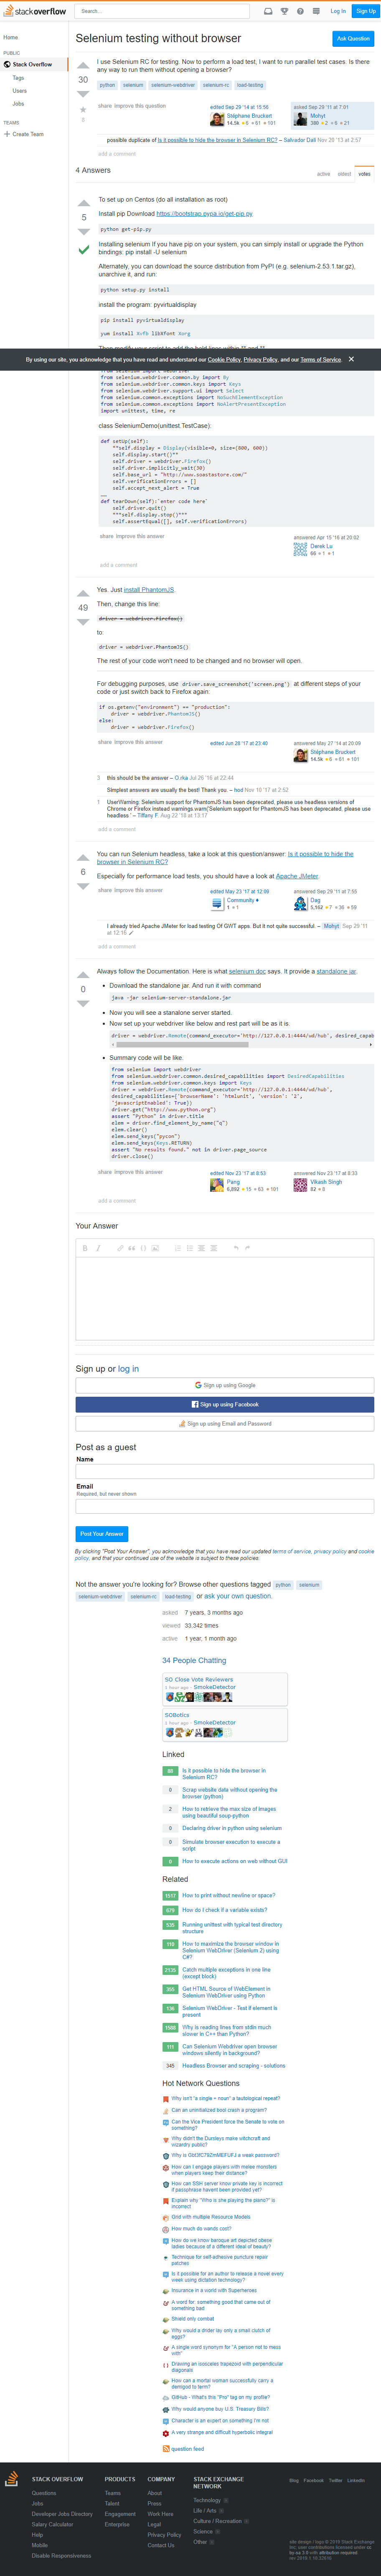 stack overflow
Search...
Log In
Sign Up
Home
PUBLIC
Stack Overflow
Tags
Users
Jobs
TEAMS
Create Team
Selenium testing without browser
Ask Question
30
3
I use Selenium RC for testing. Now to perform a load test, I want to run parallel test cases. Is there
any way to run them without opening a browser?
python selenium selenium-webdriver selenium-rc load-testing
share improve this question
edited Sep 29 '14 at 15:56
Stéphane Bruckert
14.5k 6 61 101
asked Sep 28 '11 at 7:01
Mohyt
380 2 6 21
possible duplicate of Is it possible to hide the browser in Selenium RC? – Salvador Dali Nov 26 '13 at 2:57
add a comment
4 Answers
active oldest votes
5
To set up on Centos (do all installation as root)
Install pip Download https://bootstrap.pypa.io/get-pip.py
python get-pip.py
Installing selenium If you have pip on your system, you can simply install or upgrade the Python
bindings: pip install -U selenium
Alternatively, you can download the source distribution from PyPI (e.g. selenium-2.53.1.tar.gz),
unarchive it, and run:
python setup.py install
install the program: pyvirtualdisplay
pip install pyvirtualdisplay
yum install Xvfb libXfont Xorg
By using our site, you acknowledge that you have read and understand our Cookie Policy, Privacy Policy, and our Terms of Service.
from selenium.webdriver.common.by import By
from selenium.webdriver.common.keys import Keys
from selenium.webdriver.support.ui import Select
from selenium.common.exceptions import NoSuchElementException
from selenium.common.exceptions import NoAlertPresentException
import unittest, time, re
class SeleniumDemo(unittest.TestCase):
def setUp(self):
**self.display = Display(visible=0, size=(800, 600))
self.display.start()**
self.driver = webdriver.Firefox()
self.driver.implicitly_wait(30)
self.base_url = "http://www.soastastore.com/"
self.verificationErrors = []
self.accept_next_alert = True
def tearDown(self):`enter code here`
self.driver.quit()
***self.display.stop()***
self.assertEqual([], self.verificationErrors)
share improve this answer
answered Apr 15 '16 at 20:02
Derek Lu
66 1 1
add a comment
49
Yes. Just install PhantomJS.
Then, change this line:
driver = webdriver.Firefox()
to:
driver = webdriver.PhantomJS()
The rest of your code won't need to be changed and no browser will open.
For debugging purposes, use driver.save_screenshot('screen.png') at different steps of your
code or just switch back to Firefox again:
if os.getenv("environment") == "production":
driver = webdriver.PhantomJS()
else:
driver = webdriver.Firefox()
share improve this answer
edited Jun 28 '17 at 23:40
answered May 27 '14 at 20:09
Stéphane Bruckert
14.5k 6 61 101
3 this should be the answer – O rka Jul 26 '16 at 22:44
Simplest answers are usually the best! Thank you. – hod Nov 10 '17 at 2:52
1 UserWarning: Selenium support for PhantomJS has been deprecated, please use headless versions of
Chrome or Firefox instead warnings.warn('Selenium support for PhantomJS has been deprecated, please use
headless ' – Tiffany F Aug 22 '18 at 13:17
add a comment
6
You can run Selenium headless, take a look at this question/answer: Is it possible to hide the
browser in Selenium RC?
Especially for performance load tests, you should have a look at Apache JMeter.
share improve this answer
edited May 23 '17 at 12:09
Community ♦
1 1
answered Sep 29 '11 at 7:55
Dag
5,162 7 36 59
I already tried Apache JMeter for load testing Of GWT apps. But it not quite successful. – Mohyt Sep 29 '11
at 12:16
add a comment
0
Always follow the Documentation. Here is what selenium doc says. It provide a standalone jar.
Download the standalone jar. And run it with command
java -jar selenium-server-standalone.jar
Now you will see a stanalone server started.
Now set up your webdriver like below and rest part will be as it is.
driver = webdriver.Remote(command_executor='http://127.0.0.1:4444/wd/hub', desired_capab
Summary code will be like.
from selenium import webdriver
from selenium.webdriver.common.desired_capabilities import DesiredCapabilities
from selenium.webdriver.common.keys import Keys
driver = webdriver.Remote(command_executor='http://127.0.0.1:4444/wd/hub',
desired_capabilities={'browserName': 'htmlunit', 'version': '2',
'javascriptEnabled': True})
driver.get("http://www.python.org")
assert "Python" in driver.title
elem = driver.find_element_by_name("q")
elem.clear()
elem.send_keys("pycon")
elem.send_keys(Keys.RETURN)
assert "No results found." not in driver.page_source
driver.close()
share improve this answer
edited Nov 23 '17 at 8:53
Pang
6,892 15 63 101
answered Nov 23 '17 at 8:33
Vikash Singh
82 8
add a comment
Your Answer
Sign up or log in
Sign up using Google
Sign up using Facebook
Sign up using Email and Password
Post as a guest
Name
Email
Required, but never shown
Post Your Answer
By clicking "Post Your Answer", you acknowledge that you have read our updated terms of service, privacy policy and cookie
policy, and that your continued use of the website is subject to these policies.
Not the answer you're looking for? Browse other questions tagged python selenium
selenium-webdriver selenium-rc load-testing or ask your own question.
asked 7 years, 3 months ago
viewed 33,342 times
active 1 year, 1 month ago
34 People Chatting
SO Close Vote Reviewers
1 hour ago - SmokeDetector
SOBotics
1 hour ago - SmokeDetector
Linked
Is it possible to hide the browser in
Selenium RC?
0 Scrap website data without opening the
browser (python)
2 How to retrieve the max size of images
using beautiful-soup-python
0 Declaring driver in python using selenium
0 Simulate browser execution to execute a
script
0 How to execute actions on web without GUI
Related
1517 How to print without newline or space?
How do I check if a variable exists?
535 Running unittest with typical test directory
structure
118 How to maximize the browser window in
Selenium WebDriver (Selenium 2) using
C#?
2135 Catch multiple exceptions in one line
(except block)
355 Get HTML Source of WebElement in
Selenium WebDriver using Python
Selenium WebDriver - Test if element is
present
Why is reading lines from stdin much
slower in C++ than Python?
111 Can Selenium Webdriver open browser
windows silently in background?
345 Headless Browser and scraping - solutions
Hot Network Questions
Why isn't "a single + noun" a tautological repeat?
Can an uninitialized bool crash a program?
Can the Vice President force the Senate to vote on
something?
Why didn't the Dursleys make witchcraft and
wizardry public?
How can I engage players with melee monsters
when players keep their distance?
How can SSH server know private key is incorrect
if passphrase havent been provided yet?
Explain why "Who is she playing the piano?" is
incorrect
Grid with multiple Resource Models
How much do wands cost?
How do we know baroque art depicted obese
ladies because of a different ideal of beauty?
Technique for self-adhesive puncture repair
patches
Is it possible for an author to release a novel every
week using dictation technology?
Insurance in a world with Superheroes
A word for: something good that came out of
something bad
Shield only combat
Why would a drider lay only a small clutch of
eggs?
A single word synonym for "A person not to mess
with"
Drawing an isosceles trapezoid with perpendicular
diagonals
How can a mortal woman successfully carry a
demigod to term?
GitHub - What's this "Pro" tag on my profile?
Why would anyone buy U.S. Treasury Bills?
Character is an expert on something I'm not
A very strange and difficult hyperbolic integral
question feed
STACK OVERFLOW
Questions
Jobs
Developer Jobs Directory
Salary Calculator
Help
Mobile
Disable Responsiveness
PRODUCTS
Teams
Talent
Engagement
Enterprise
COMPANY
About
Press
Work Here
Legal
Privacy Policy
Contact Us
STACK EXCHANGE
NETWORK
Technology
Life / Arts
Culture / Recreation
Science
Other
Blog Facebook Twitter LinkedIn
site design / logo © 2019 Stack Exchange
Inc; user contributions licensed under cc
by-sa 3.0 with attribution required.